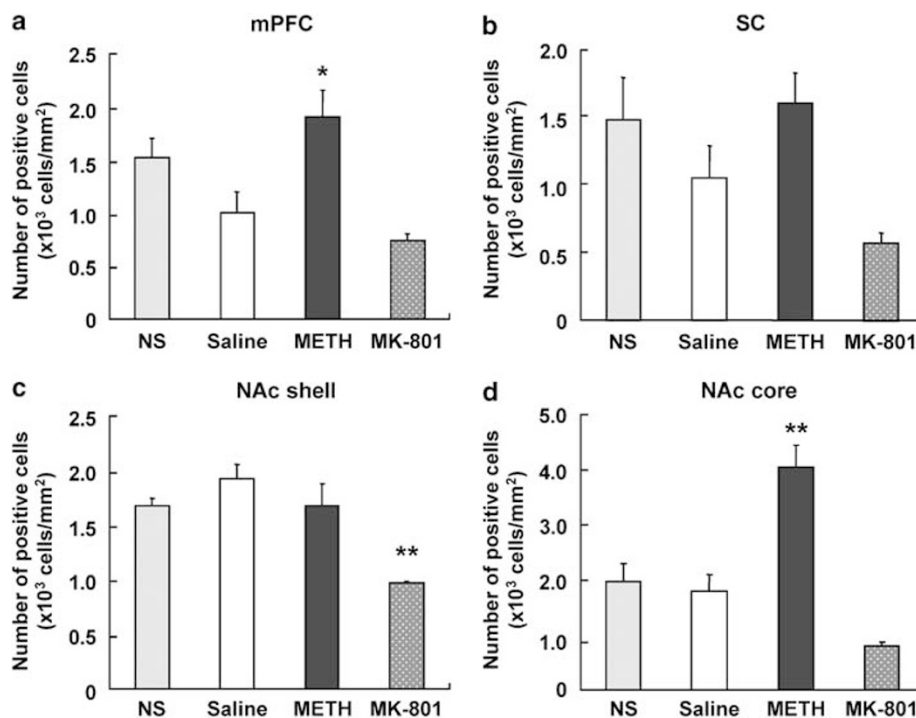 a
mPFC
Number of positive cells
(x10³ cells/mm²)
2.5
2.0
1.5
1.0
0.5
0
*
NS Saline METH MK-801
b
SC
Number of positive cells
(x10³ cells/mm²)
2.0
1.5
1.0
0.5
0
NS Saline METH MK-801
c
NAc shell
Number of positive cells
(x10³ cells/mm²)
2.5
2.0
1.5
1.0
0.5
0
**
NS Saline METH MK-801
d
NAc core
Number of positive cells
(x10³ cells/mm²)
5.0
4.0
2.0
1.0
0
**
NS Saline METH MK-801